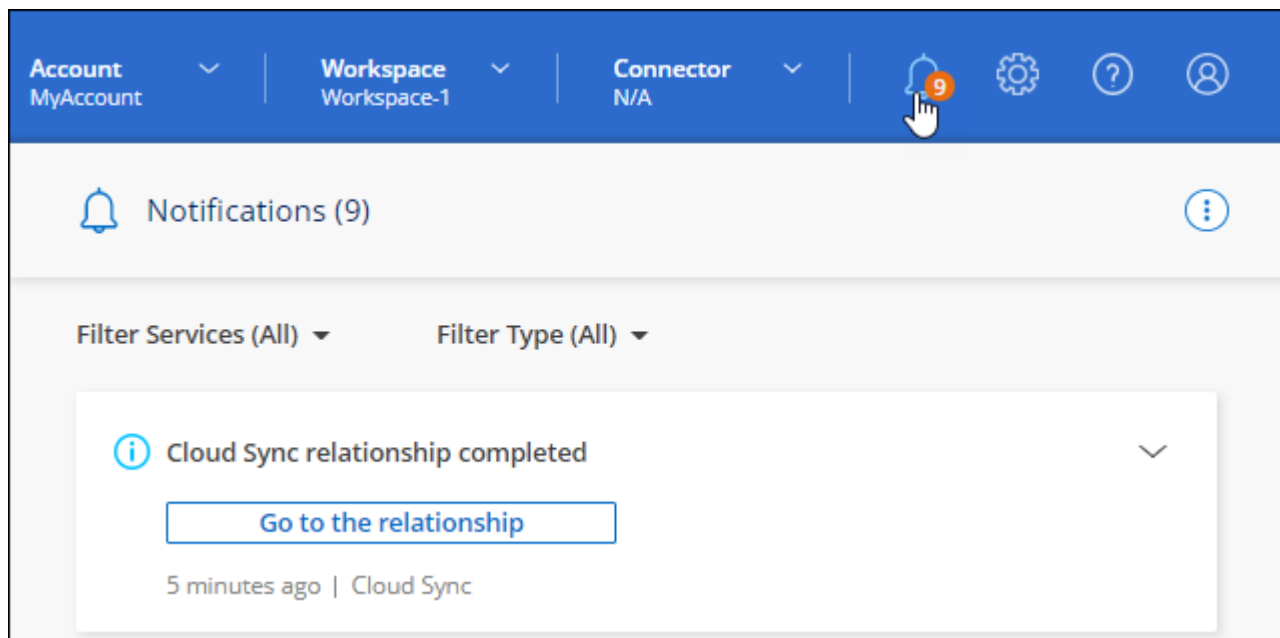 Account
MyAccount
Workspace
Workspace-1
Connector
N/A
9
Notifications (9)
Filter Services (All)
Filter Type (All)
Cloud Sync relationship completed
Go to the relationship
5 minutes ago | Cloud Sync